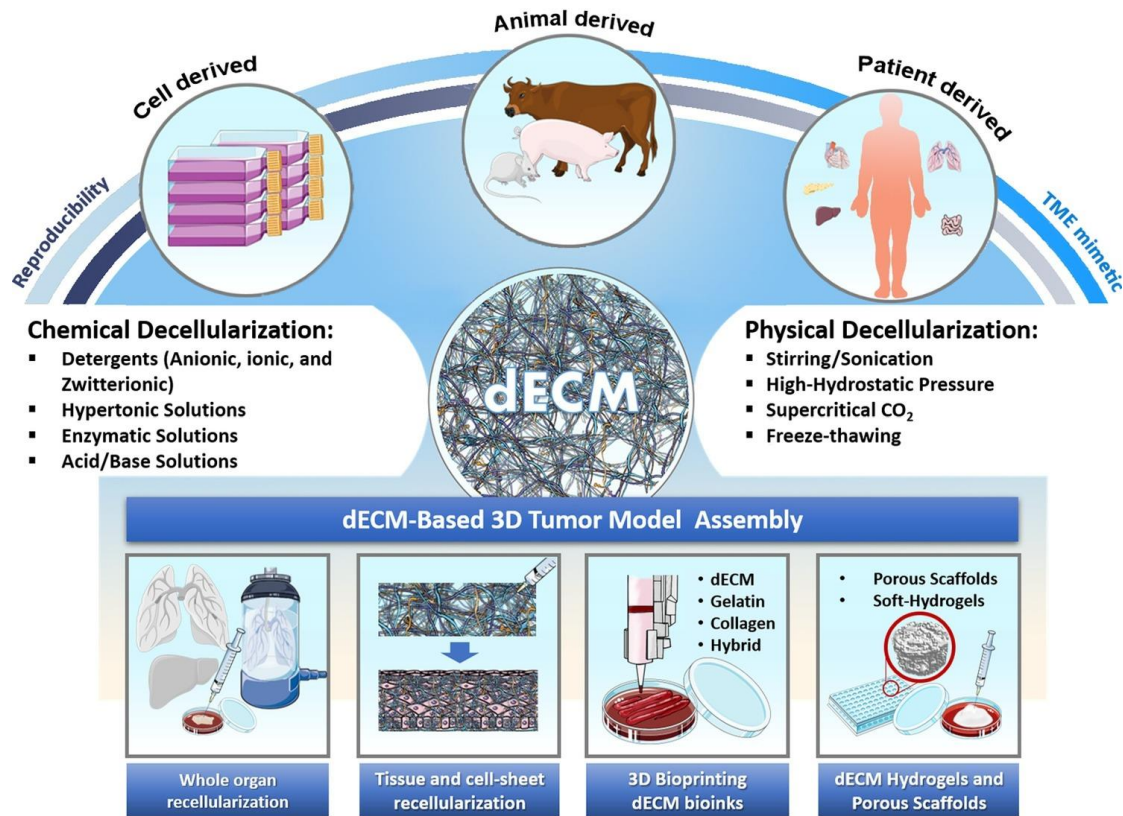 Cell derived
Animal derived
Patient derived
Reproducibility
TME mimetic
Chemical Decellularization:
▪ Detergents (Anionic, ionic, and
Zwitterionic)
▪ Hypertonic Solutions
▪ Enzymatic Solutions
▪ Acid/Base Solutions
dECM
Physical Decellularization:
▪ Stirring/Sonication
▪ High-Hydrostatic Pressure
▪ Supercritical CO₂
▪ Freeze-thawing
dECM-Based 3D Tumor Model Assembly
• dECM
• Gelatin
• Collagen
• Hybrid
• Porous Scaffolds
• Soft-Hydrogels
Whole organ
recellularization
Tissue and cell-sheet
recellularization
3D Bioprinting
dECM bioinks
dECM Hydrogels and
Porous Scaffolds